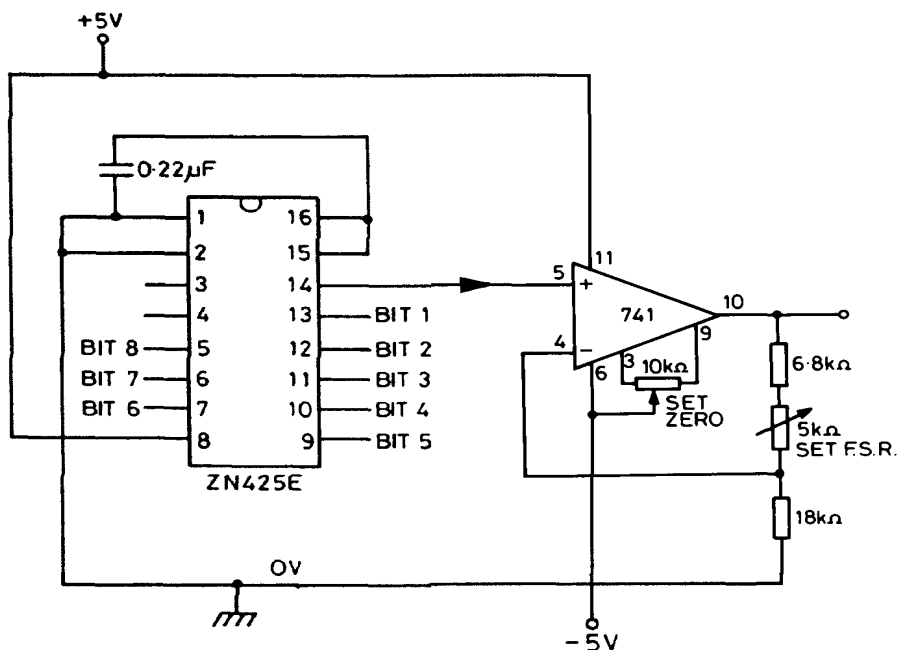 +5V
0·22µF
1
16
2
15
3
14
4
13
BIT 1
BIT 8
5
12
BIT 2
BIT 7
6
11
BIT 3
BIT 6
7
10
BIT 4
8
9
BIT 5
ZN425E
5
+
11
741
10
4
−
6
3
10kΩ
9
SET
ZERO
6·8kΩ
5kΩ
SET F.S.R.
18kΩ
0V
−5V